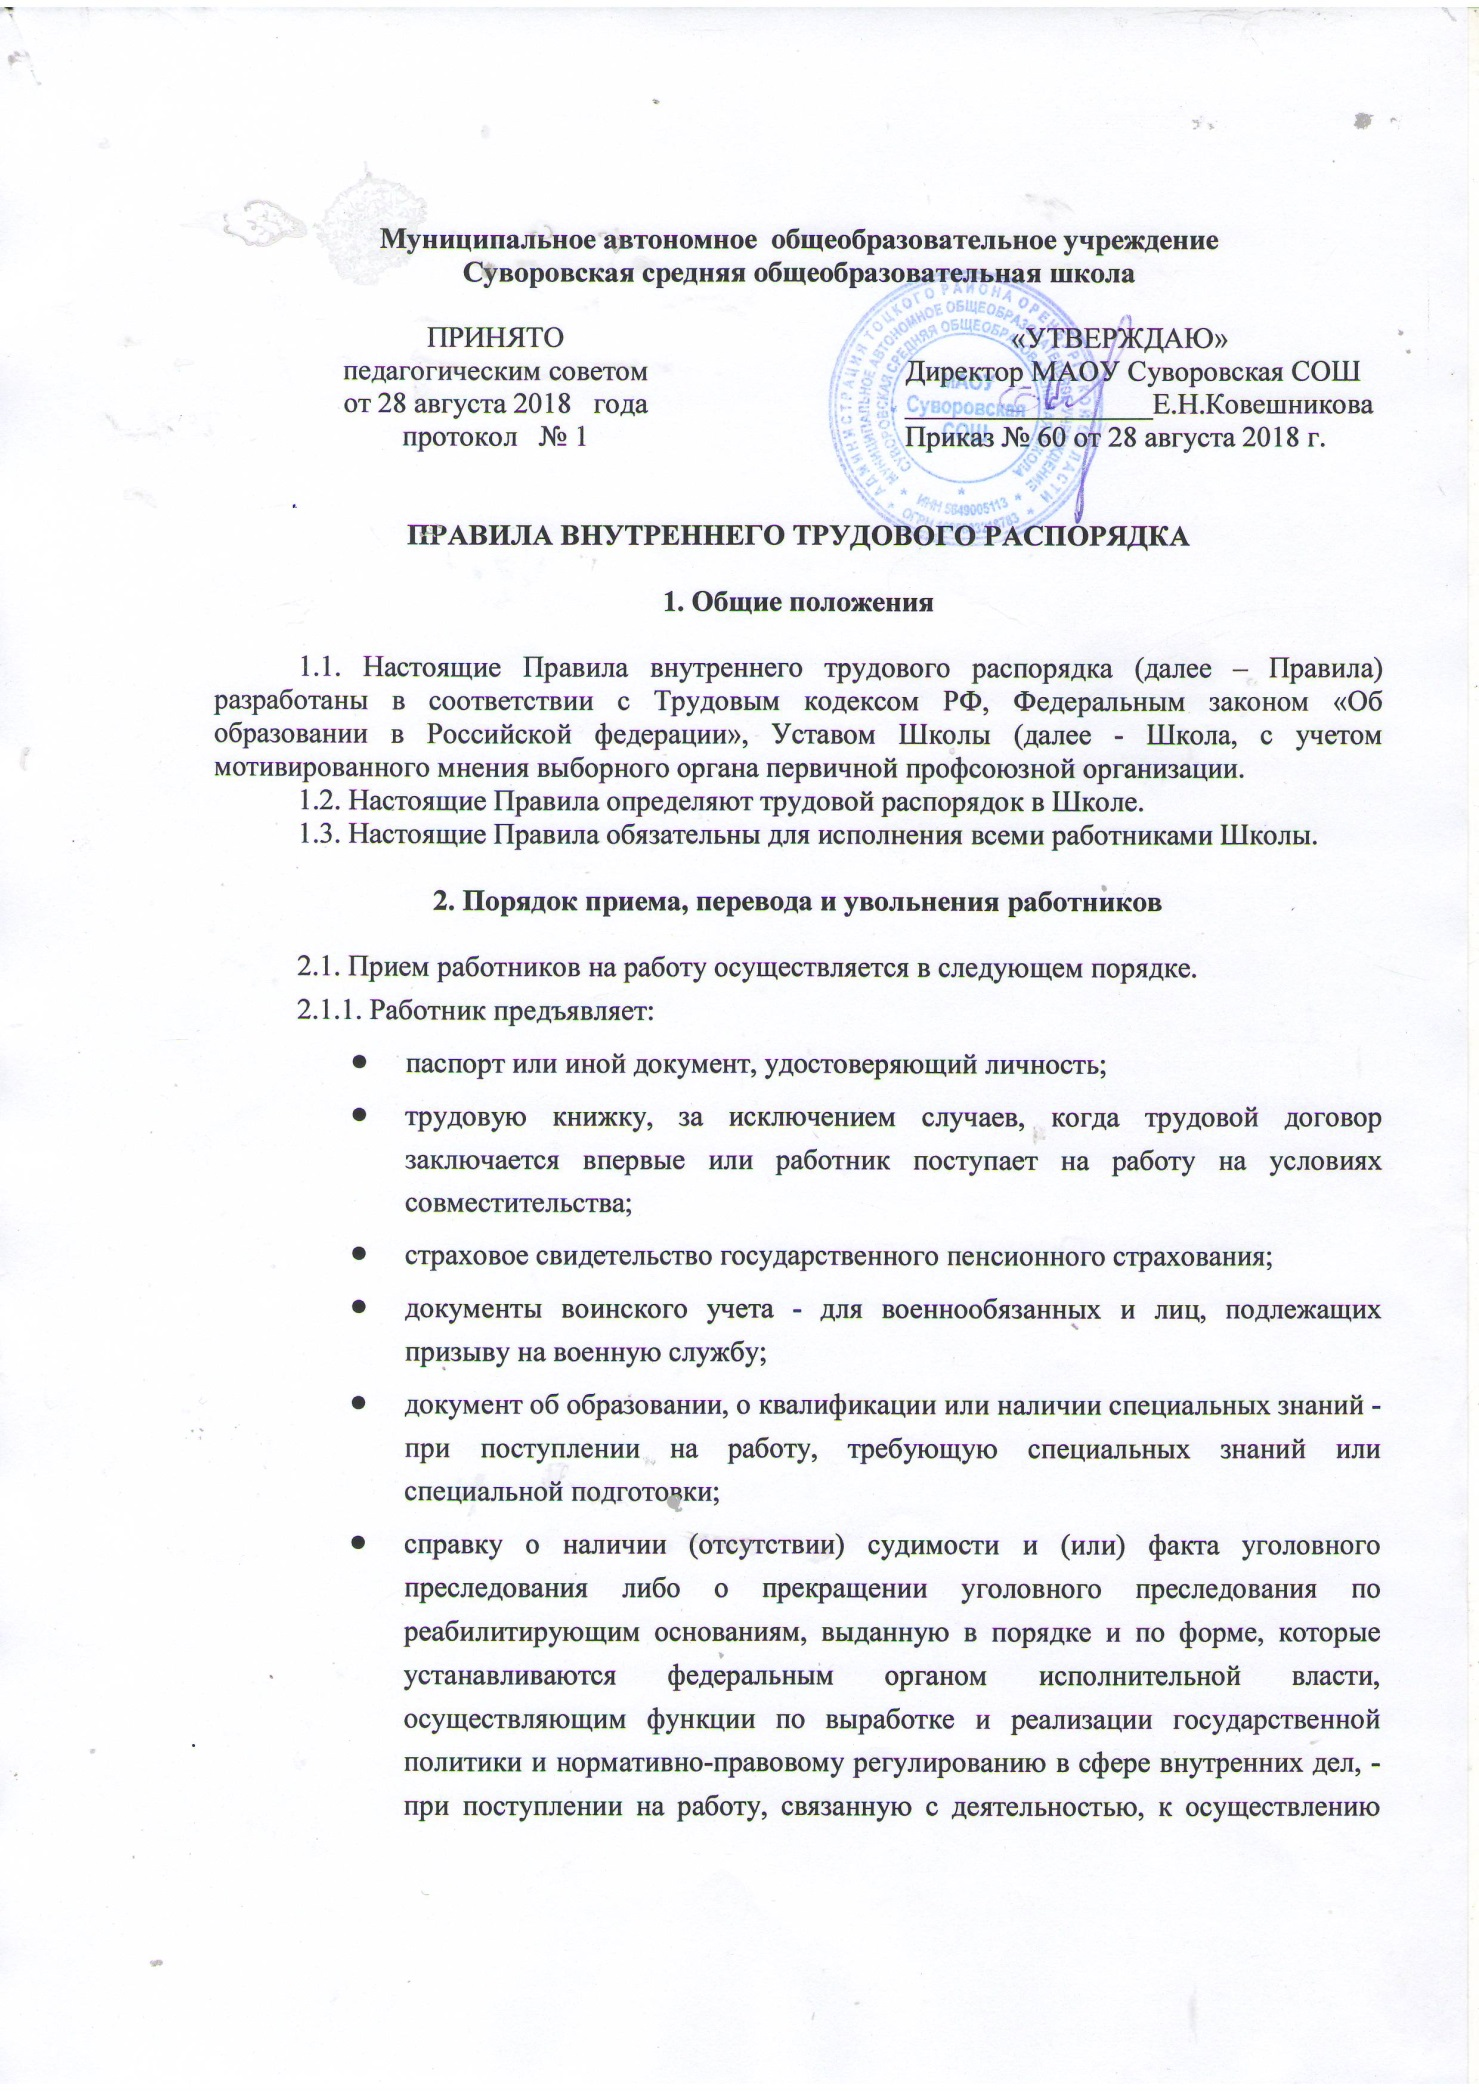 Муниципальное автономное общеобразовательное учреждение
Суворовская средняя общеобразовательная школа
ПРИНЯТО
педагогическим советом
от 28 августа 2018 года
протокол № 1
«УТВЕРЖДАЮ»
Директор МАОУ Суворовская СОШ
__________________Е.Н.Ковешникова
Приказ № 60 от 28 августа 2018 г.
МАОУ
Суворовская
СОШ
ИНН 5649005113
ПРАВИЛА ВНУТРЕННЕГО ТРУДОВОГО РАСПОРЯДКА
1. Общие положения
1.1. Настоящие Правила внутреннего трудового распорядка (далее – Правила)
разработаны в соответствии с Трудовым кодексом РФ, Федеральным законом «Об
образовании в Российской федерации», Уставом Школы (далее - Школа, с учетом
мотивированного мнения выборного органа первичной профсоюзной организации.
1.2. Настоящие Правила определяют трудовой распорядок в Школе.
1.3. Настоящие Правила обязательны для исполнения всеми работниками Школы.
2. Порядок приема, перевода и увольнения работников
2.1. Прием работников на работу осуществляется в следующем порядке.
2.1.1. Работник предъявляет:
● паспорт или иной документ, удостоверяющий личность;
● трудовую книжку, за исключением случаев, когда трудовой договор
заключается впервые или работник поступает на работу на условиях
совместительства;
● страховое свидетельство государственного пенсионного страхования;
● документы воинского учета - для военнообязанных и лиц, подлежащих
призыву на военную службу;
● документ об образовании, о квалификации или наличии специальных знаний -
при поступлении на работу, требующую специальных знаний или
специальной подготовки;
● справку о наличии (отсутствии) судимости и (или) факта уголовного
преследования либо о прекращении уголовного преследования по
реабилитирующим основаниям, выданную в порядке и по форме, которые
устанавливаются федеральным органом исполнительной власти,
осуществляющим функции по выработке и реализации государственной
политики и нормативно-правовому регулированию в сфере внутренних дел, -
при поступлении на работу, связанную с деятельностью, к осуществлению